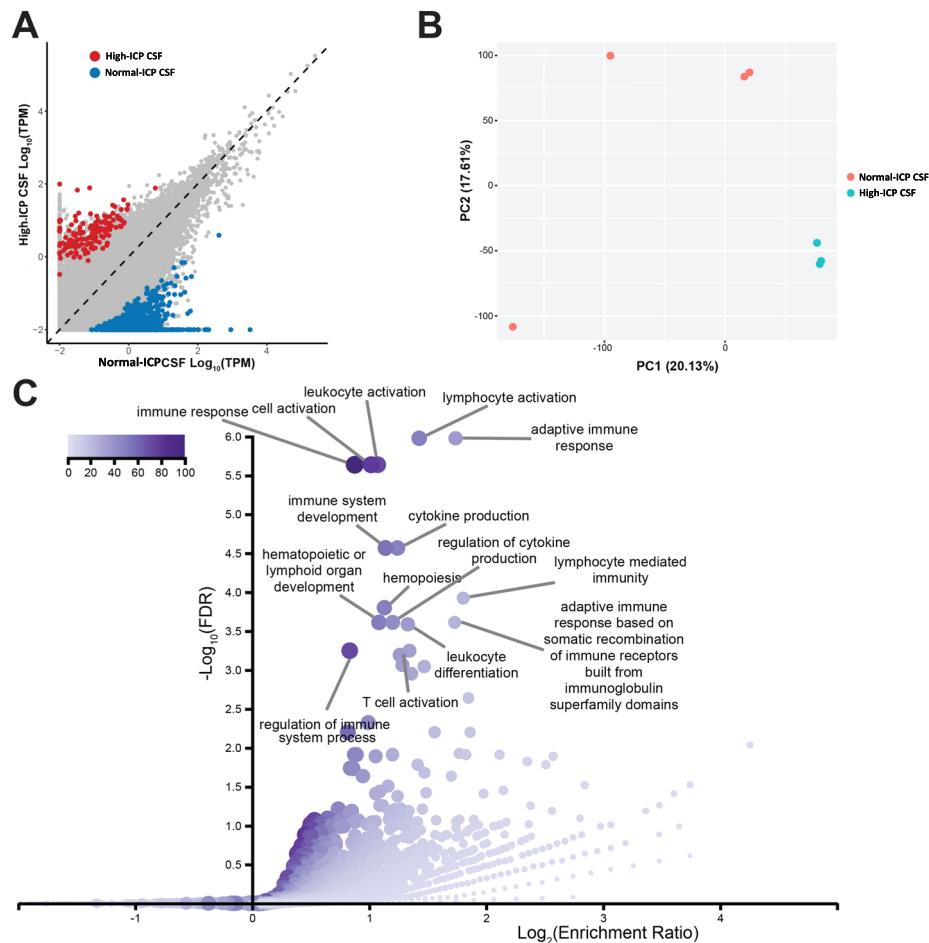 A
High-ICP CSF
Normal-ICP CSF
High-ICP CSF Log10(TPM)
4
2
0
−2
−2
0
2
4
Normal-ICPCSF Log10(TPM)
B
PC2 (17.61%)
100
50
0
-50
-100
-100
0
PC1 (20.13%)
Normal-ICP CSF
High-ICP CSF
C
0 20 40 60 80 100
leukocyte activation
immune response
cell activation
lymphocyte activation
adaptive immune
response
immune system
development
cytokine production
regulation of cytokine
production
hematopoietic or
lymphoid organ
development
hemopoiesis
lymphocyte mediated
immunity
adaptive immune
response based on
somatic recombination
of immune receptors
built from
immunoglobulin
superfamily domains
leukocyte
differentiation
T cell activation
regulation of immune
system process
-Log10(FDR)
6.0
5.5
5.0
4.5
4.0
3.5
3.0
2.5
2.0
1.5
1.0
0.5
-1
0
1
2
3
4
Log2(Enrichment Ratio)